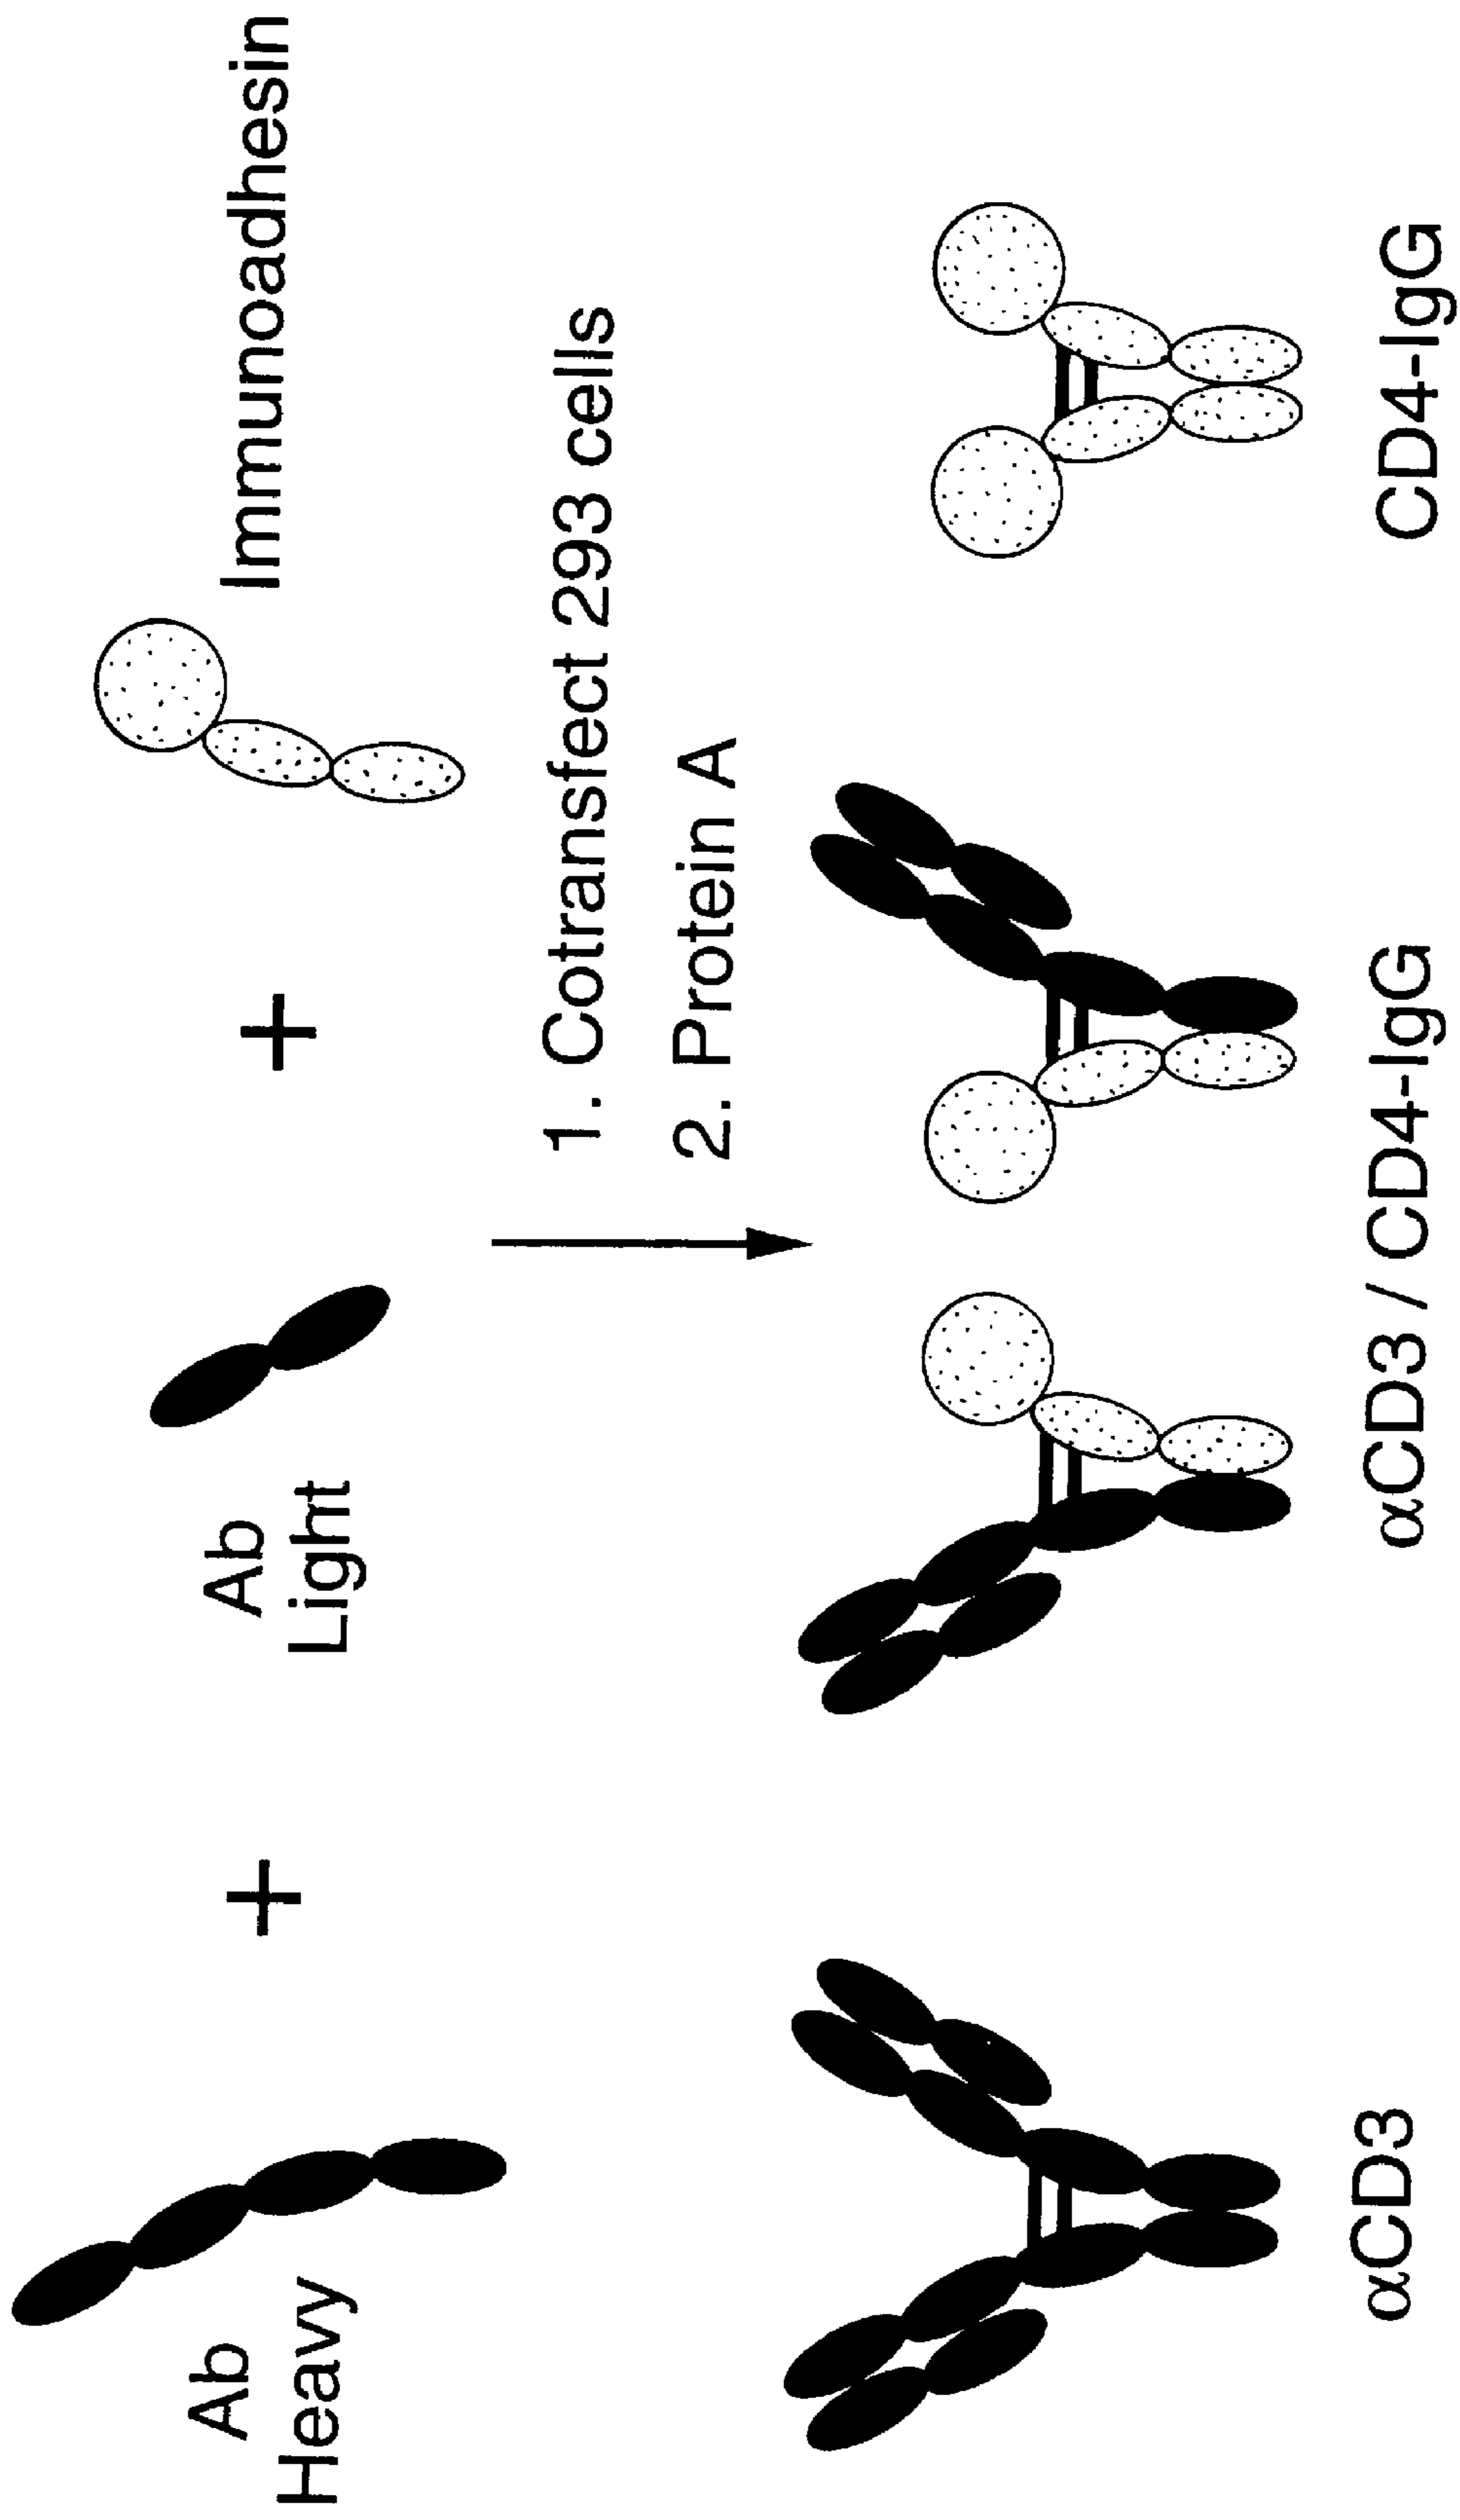 Ab
Heavy
+
Ab
Light
+
Immunoadhesin
1. Cotransfect 293 cells
2. Protein A
αCD3
αCD3 / CD4-IgG
CD4-IgG